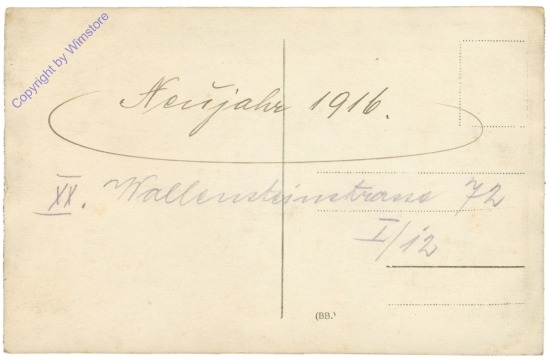 Copyright by Wimstore
Neujahr 1916.
XX. Wallensteinstrasse 72
I/12
(BB.)